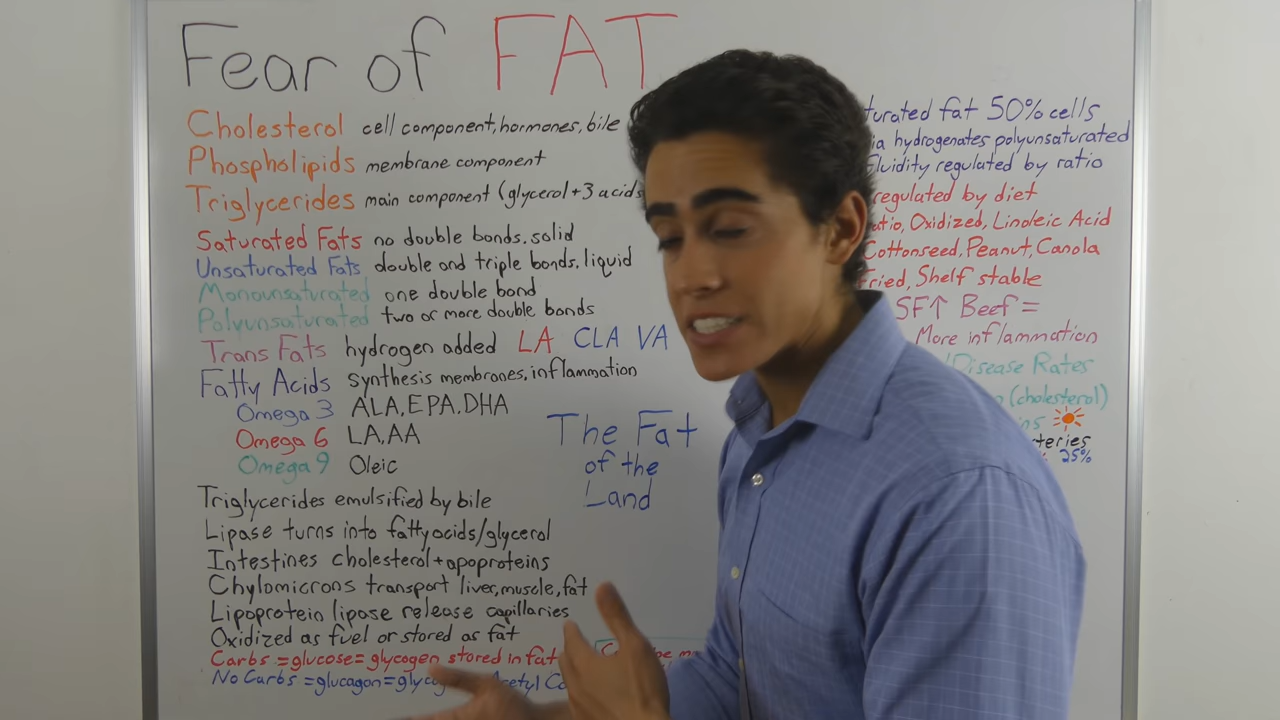 Fear of FAT
Cholesterol cell component, hormones, bile
Phospholipids membrane component
Triglycerides main component (glycerol+3 acids
Saturated Fats no double bonds, solid
Unsaturated Fats double and triple bonds, liquid
Monounsaturated one double bond
Polyunsaturated two or more double bonds
Trans Fats hydrogen added LA CLA VA
Fatty Acids synthesis membranes, inflammation
Omega 3 ALA, EPA, DHA
Omega 6 LA, AA
Omega 9 Oleic
The Fat
of the
Land
Triglycerides emulsified by bile
Lipase turns into fatty acids/glycerol
Intestines cholesterol + apoproteins
Chylomicrons transport liver, muscle, fat
Lipoprotein lipase release capillaries
Oxidized as fuel or stored as fat
Carbs = glucose = glycogen stored in fat
No Carbs = glucagon =
fat 50% cells
hydrogenates polyunsaturated
Fluidity regulated by ratio
regulated by diet
Oxidized, Linoleic Acid
Cottonseed, Peanut, Canola
Fried, Shelf stable
SF↑ Beef =
More inflammation
Disease Rates
(cholesterol)
25%